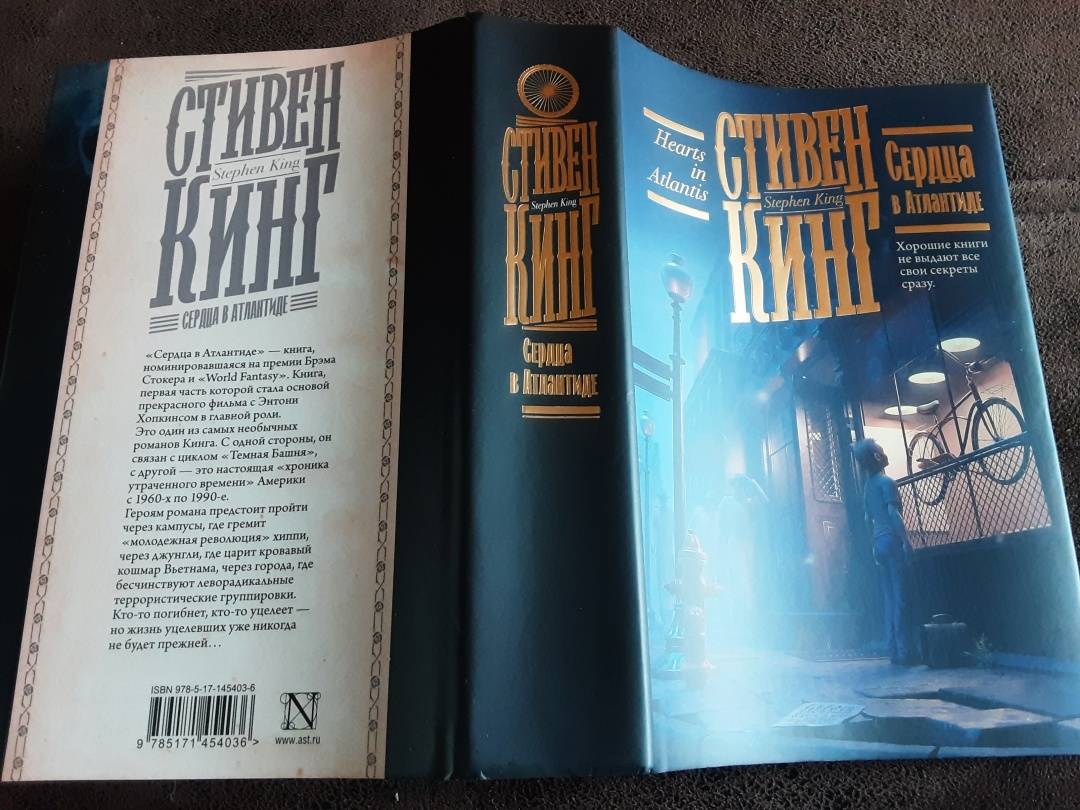 СТИВЕН
Stephen King
КИНГ
СЕРДЦА В АТЛАНТИДЕ
«Сердца в Атлантиде» — книга,
номинировавшаяся на премии Брэма
Стокера и «World Fantasy». Книга,
первая часть которой стала основой
прекрасного фильма с Энтони
Хопкинсом в главной роли.
Это один из самых необычных
романов Кинга. С одной стороны, он
связан с циклом «Темная Башня»,
с другой — это настоящая «хроника
утраченного времени» Америки
с 1960-х по 1990-е.
Героям романа предстоит пройти
через кампусы, где гремит
«молодежная революция» хиппи,
через джунгли, где царит кровавый
кошмар Вьетнама, через города, где
бесчинствуют леворадикальные
террористические группировки.
Кто-то погибнет, кто-то уцелеет —
но жизнь уцелевших уже никогда
не будет прежней…
ISBN 978-5-17-145403-6
9 785171 454036 >
N
www.ast.ru
СТИВЕН
Stephen King
КИНГ
Сердца
в Атлантиде
Hearts
in
Atlantis
СТИВЕН
Stephen King
КИНГ
Сердца
в Атлантиде
Хорошие книги
не выдают все
свои секреты
сразу.